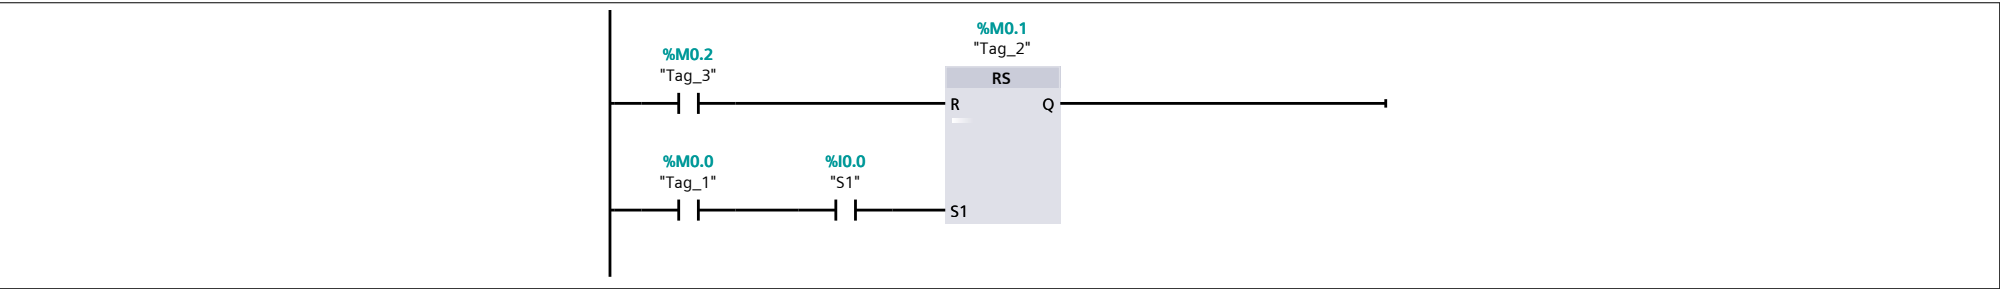 %M0.1
"Tag_2"
%M0.2
"Tag_3"
RS
R
Q
%M0.0
"Tag_1"
%I0.0
"S1"
S1